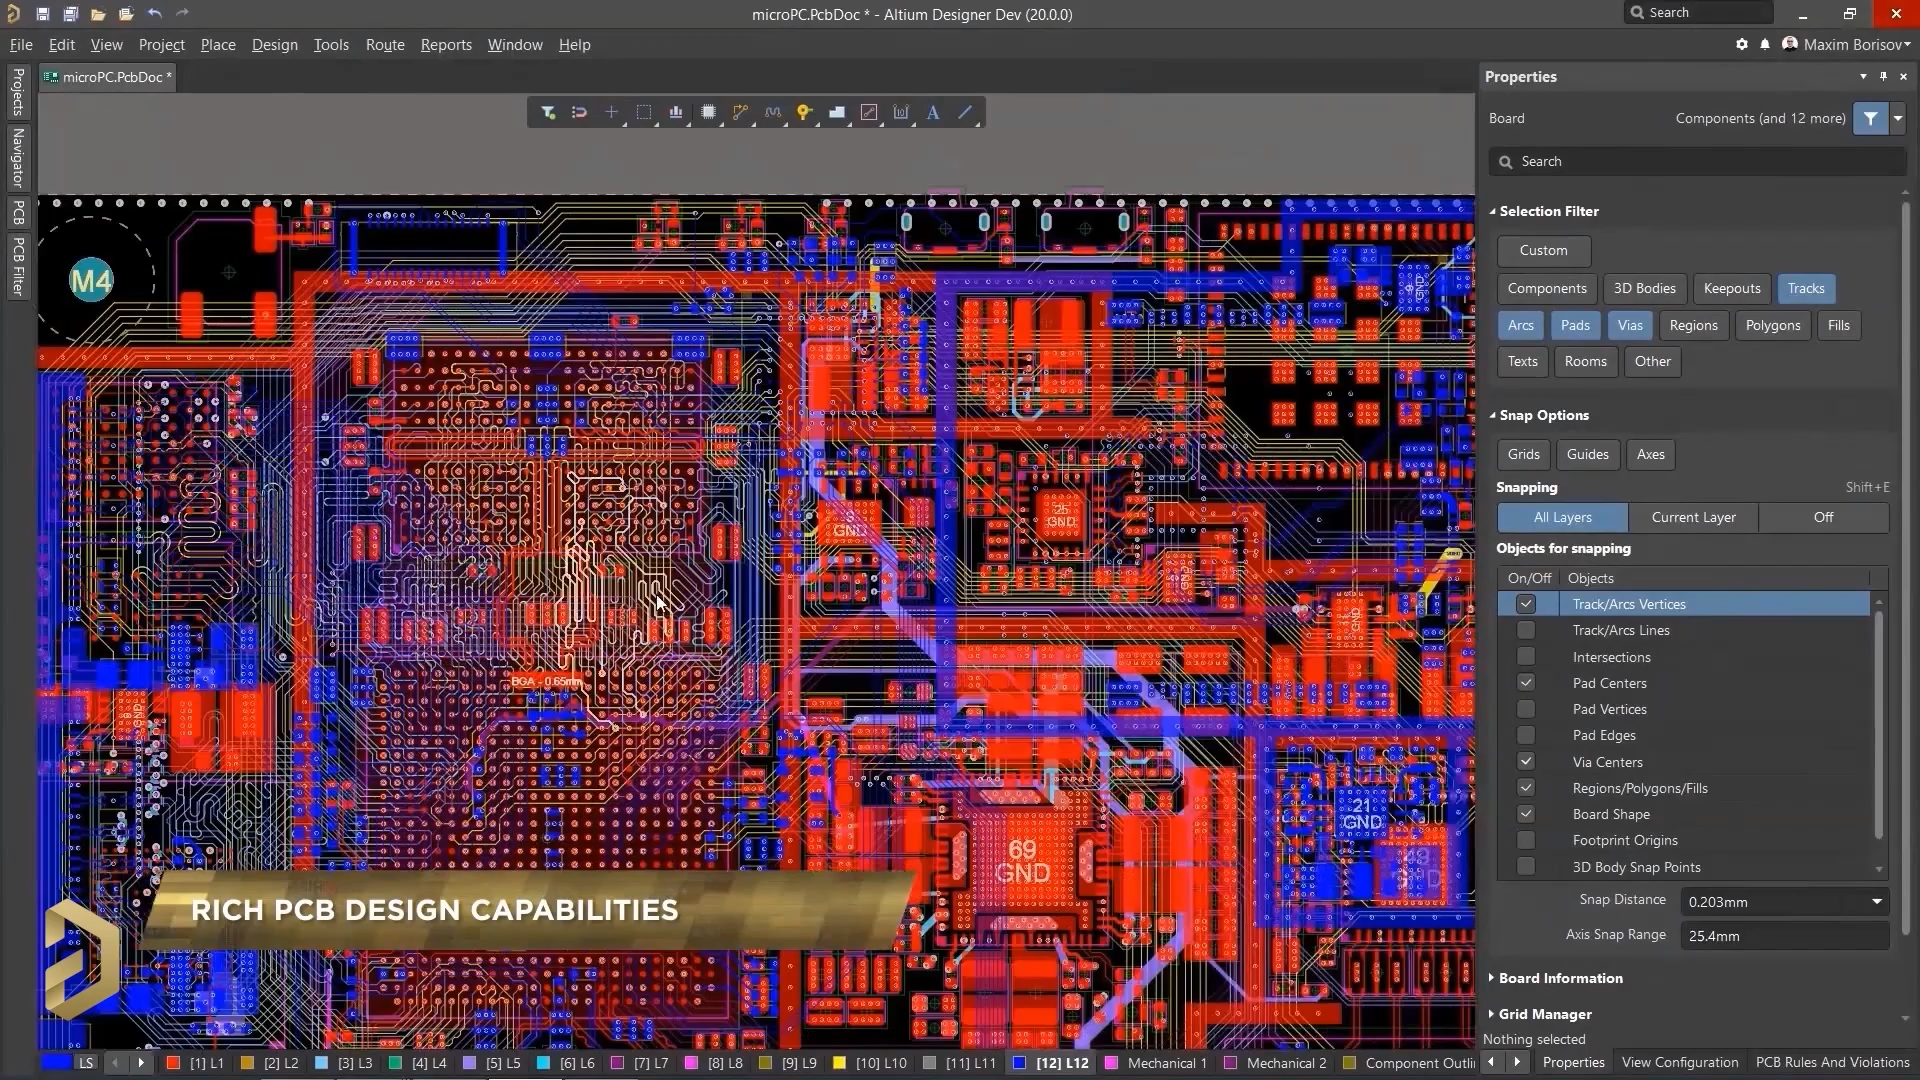 microPC.PcbDoc * - Altium Designer Dev (20.0.0)
Search
File Edit View Project Place Design Tools Route Reports Window Help
Maxim Borisov
Projects
Navigator
PCB
PCB Filter
microPC.PcbDoc *
M4
BGA - 0.65mm
GND
25
GND
21
GND
69
GND
RICH PCB DESIGN CAPABILITIES
Properties
Board Components (and 12 more)
Search
Selection Filter
Custom
Components 3D Bodies Keepouts Tracks
Arcs Pads Vias Regions Polygons Fills
Texts Rooms Other
Snap Options
Grids Guides Axes
Snapping Shift+E
All Layers Current Layer Off
Objects for snapping
On/Off Objects
Track/Arcs Vertices
Track/Arcs Lines
Intersections
Pad Centers
Pad Vertices
Pad Edges
Via Centers
Regions/Polygons/Fills
Board Shape
Footprint Origins
3D Body Snap Points
Snap Distance 0.203mm
Axis Snap Range 25.4mm
Board Information
Grid Manager
Nothing selected
LS [1] L1 [2] L2 [3] L3 [4] L4 [5] L5 [6] L6 [7] L7 [8] L8 [9] L9 [10] L10 [11] L11 [12] L12 Mechanical 1 Mechanical 2 Component Outli
Properties View Configuration PCB Rules And Violations